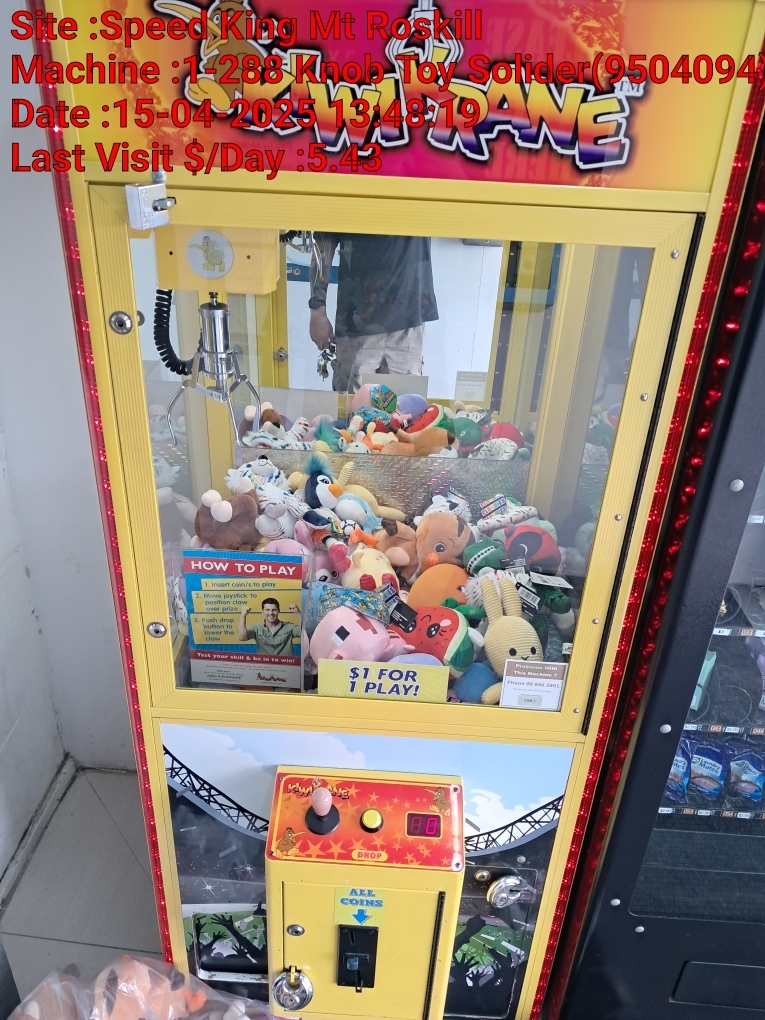 Site :Speed King Mt Roskill
Machine :1-288 Knob Toy Solider(9504094)
Date :15-04-2025 13:48:19
Last Visit $/Day :5.43
KIWI KRANE™
HOW TO PLAY
1. Insert coin/s to play
2. Move joystick to
position claw
over prize
3. Push drop
button to
lower the
claw
Test your skill & be in to win!
$1 FOR
1 PLAY!
Problems With
This Machine ?
KIWI KRANE
0
DROP
ALL
COINS